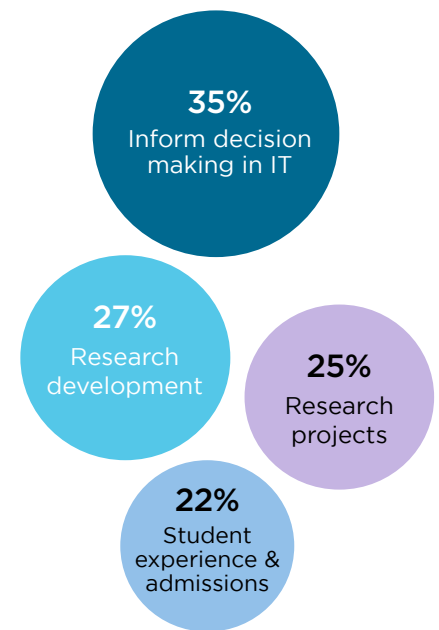 35%
Inform decision
making in IT
27%
Research
development
25%
Research
projects
22%
Student
experience &
admissions